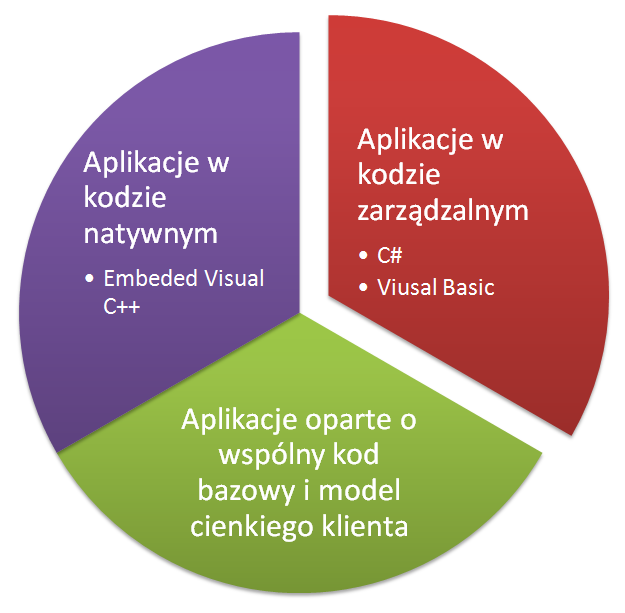 Aplikacje w
kodzie
natywnym
• Embeded Visual
C++
Aplikacje w
kodzie
zarządzalnym
• C#
• Viusal Basic
Aplikacje oparte o
wspólny kod
bazowy i model
cienkiego klienta